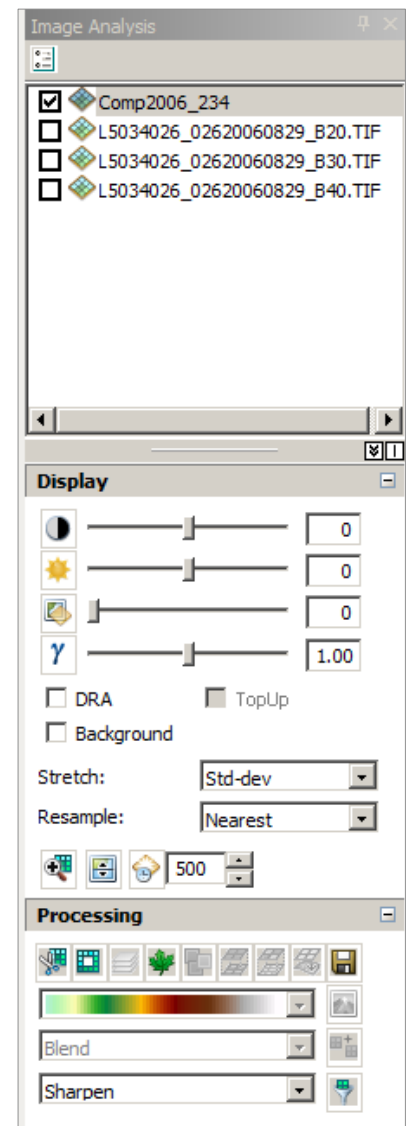 Image Analysis
Comp2006_234
L5034026_02620060829_B20.TIF
L5034026_02620060829_B30.TIF
L5034026_02620060829_B40.TIF
Display
0
0
0
γ 1.00
DRA TopUp
Background
Stretch: Std-dev
Resample: Nearest
500
Processing
Blend
Sharpen